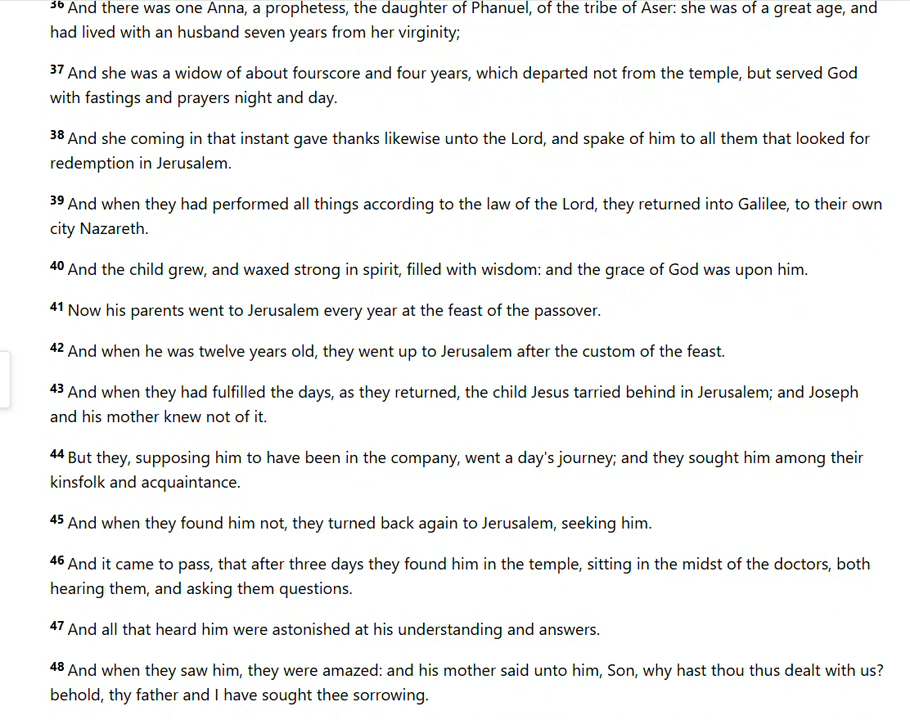 36 And there was one Anna, a prophetess, the daughter of Phanuel, of the tribe of Aser: she was of a great age, and
had lived with an husband seven years from her virginity;
37 And she was a widow of about fourscore and four years, which departed not from the temple, but served God
with fastings and prayers night and day.
38 And she coming in that instant gave thanks likewise unto the Lord, and spake of him to all them that looked for
redemption in Jerusalem.
39 And when they had performed all things according to the law of the Lord, they returned into Galilee, to their own
city Nazareth.
40 And the child grew, and waxed strong in spirit, filled with wisdom: and the grace of God was upon him.
41 Now his parents went to Jerusalem every year at the feast of the passover.
42 And when he was twelve years old, they went up to Jerusalem after the custom of the feast.
43 And when they had fulfilled the days, as they returned, the child Jesus tarried behind in Jerusalem; and Joseph
and his mother knew not of it.
44 But they, supposing him to have been in the company, went a day's journey; and they sought him among their
kinsfolk and acquaintance.
45 And when they found him not, they turned back again to Jerusalem, seeking him.
46 And it came to pass, that after three days they found him in the temple, sitting in the midst of the doctors, both
hearing them, and asking them questions.
47 And all that heard him were astonished at his understanding and answers.
48 And when they saw him, they were amazed: and his mother said unto him, Son, why hast thou thus dealt with us?
behold, thy father and I have sought thee sorrowing.